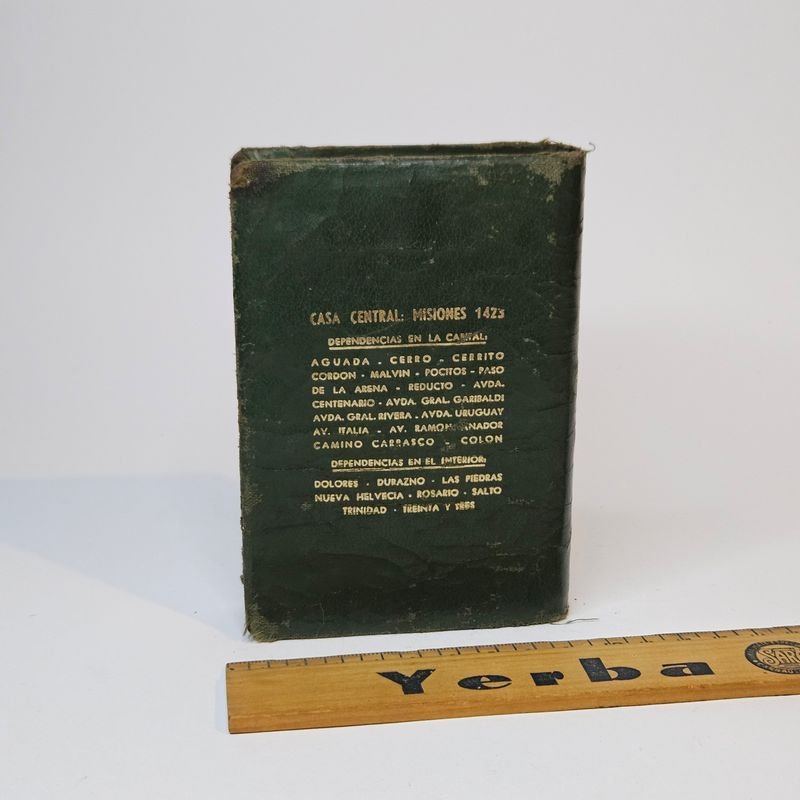 CASA CENTRAL: MISIONES 1423
DEPENDENCIAS EN LA CAPITAL:
AGUADA - CERRO - CERRITO
CORDON - MALVIN - POCITOS - PASO
DE LA ARENA - REDUCTO - AVDA.
CENTENARIO - AVDA. GRAL. GARIBALDI
AVDA. GRAL. RIVERA - AVDA. URUGUAY
AV. ITALIA - AV. RAMON ANADOR
CAMINO CARRASCO - COLON
DEPENDENCIAS EN EL INTERIOR:
DOLORES - DURAZNO - LAS PIEDRAS
NUEVA HELVECIA - ROSARIO - SALTO
TRINIDAD - TREINTA Y TRES
Yerba